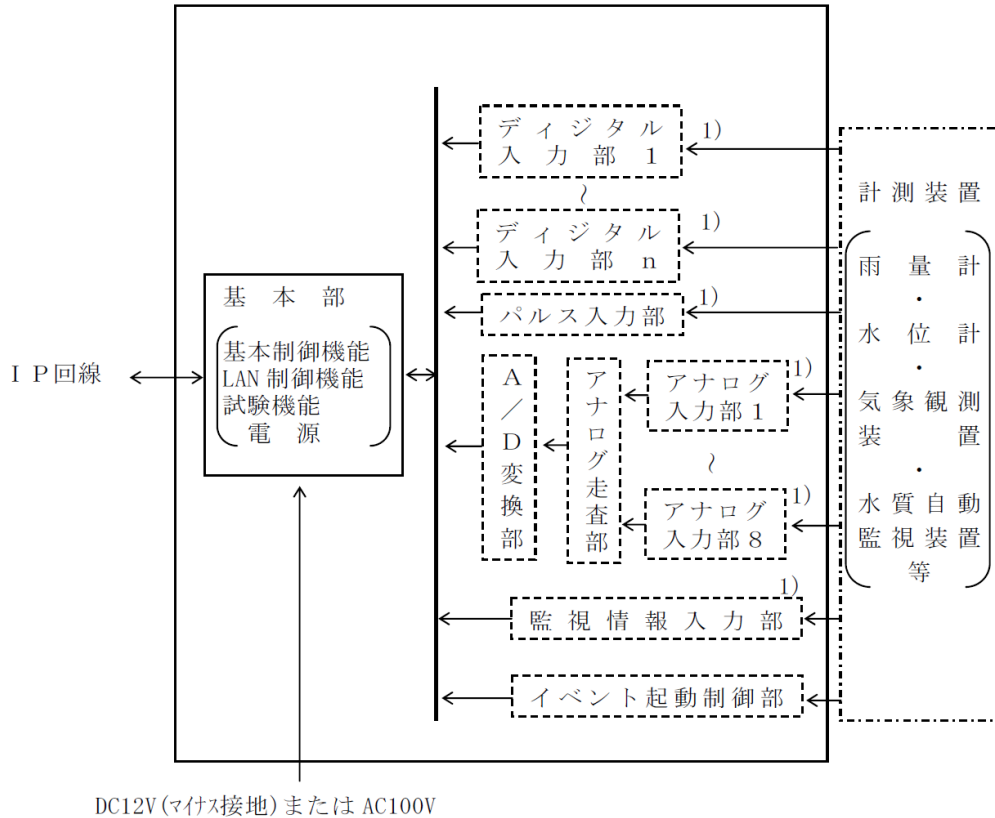 ディジタル
入力部1
1)
～
ディジタル
入力部n
1)
パルス入力部
1)
基本部
基本制御機能
LAN制御機能
試験機能
電源
ＩＰ回線
A／D変換部
アナログ走査部
アナログ
入力部1
1)
～
アナログ
入力部8
1)
監視情報入力部
1)
イベント起動制御部
計測装置
雨量計
・
水位計
・
気象観測
装置
・
水質自動
監視装置
等
DC12V(マイナス接地)またはAC100V